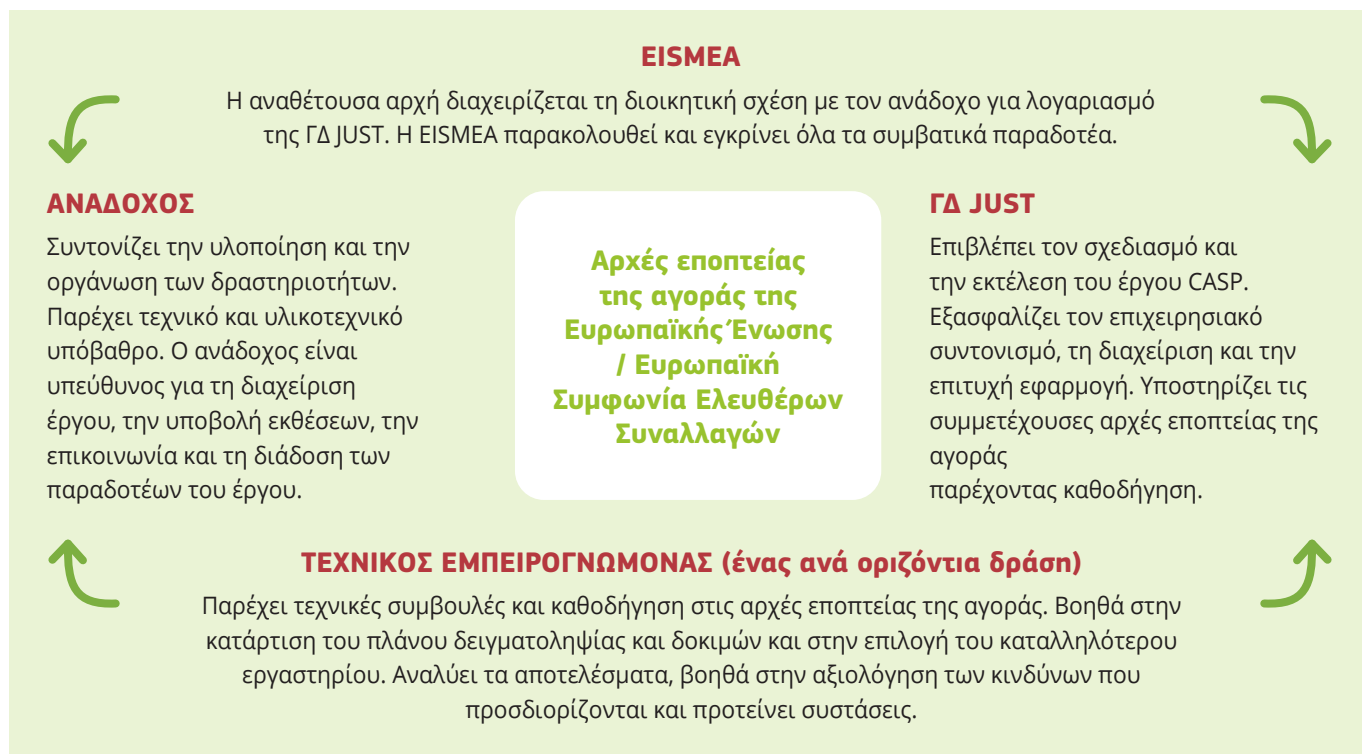 EISMEA
Η αναθέτουσα αρχή διαχειρίζεται τη διοικητική σχέση με τον ανάδοχο για λογαριασμό
της ΓΔ JUST. Η EISMEA παρακολουθεί και εγκρίνει όλα τα συμβατικά παραδοτέα.
ΑΝΑΔΟΧΟΣ
Συντονίζει την υλοποίηση και την
οργάνωση των δραστηριοτήτων.
Παρέχει τεχνικό και υλικοτεχνικό
υπόβαθρο. Ο ανάδοχος είναι
υπεύθυνος για τη διαχείριση
έργου, την υποβολή εκθέσεων, την
επικοινωνία και τη διάδοση των
παραδοτέων του έργου.
Αρχές εποπτείας
της αγοράς της
Ευρωπαϊκής Ένωσης
/ Ευρωπαϊκή
Συμφωνία Ελευθέρων
Συναλλαγών
ΓΔ JUST
Επιβλέπει τον σχεδιασμό και
την εκτέλεση του έργου CASP.
Εξασφαλίζει τον επιχειρησιακό
συντονισμό, τη διαχείριση και την
επιτυχή εφαρμογή. Υποστηρίζει τις
συμμετέχουσες αρχές εποπτείας της
αγοράς
παρέχοντας καθοδήγηση.
ΤΕΧΝΙΚΟΣ ΕΜΠΕΙΡΟΓΝΩΜΟΝΑΣ (ένας ανά οριζόντια δράση)
Παρέχει τεχνικές συμβουλές και καθοδήγηση στις αρχές εποπτείας της αγοράς. Βοηθά στην
κατάρτιση του πλάνου δειγματοληψίας και δοκιμών και στην επιλογή του καταλληλότερου
εργαστηρίου. Αναλύει τα αποτελέσματα, βοηθά στην αξιολόγηση των κινδύνων που
προσδιορίζονται και προτείνει συστάσεις.